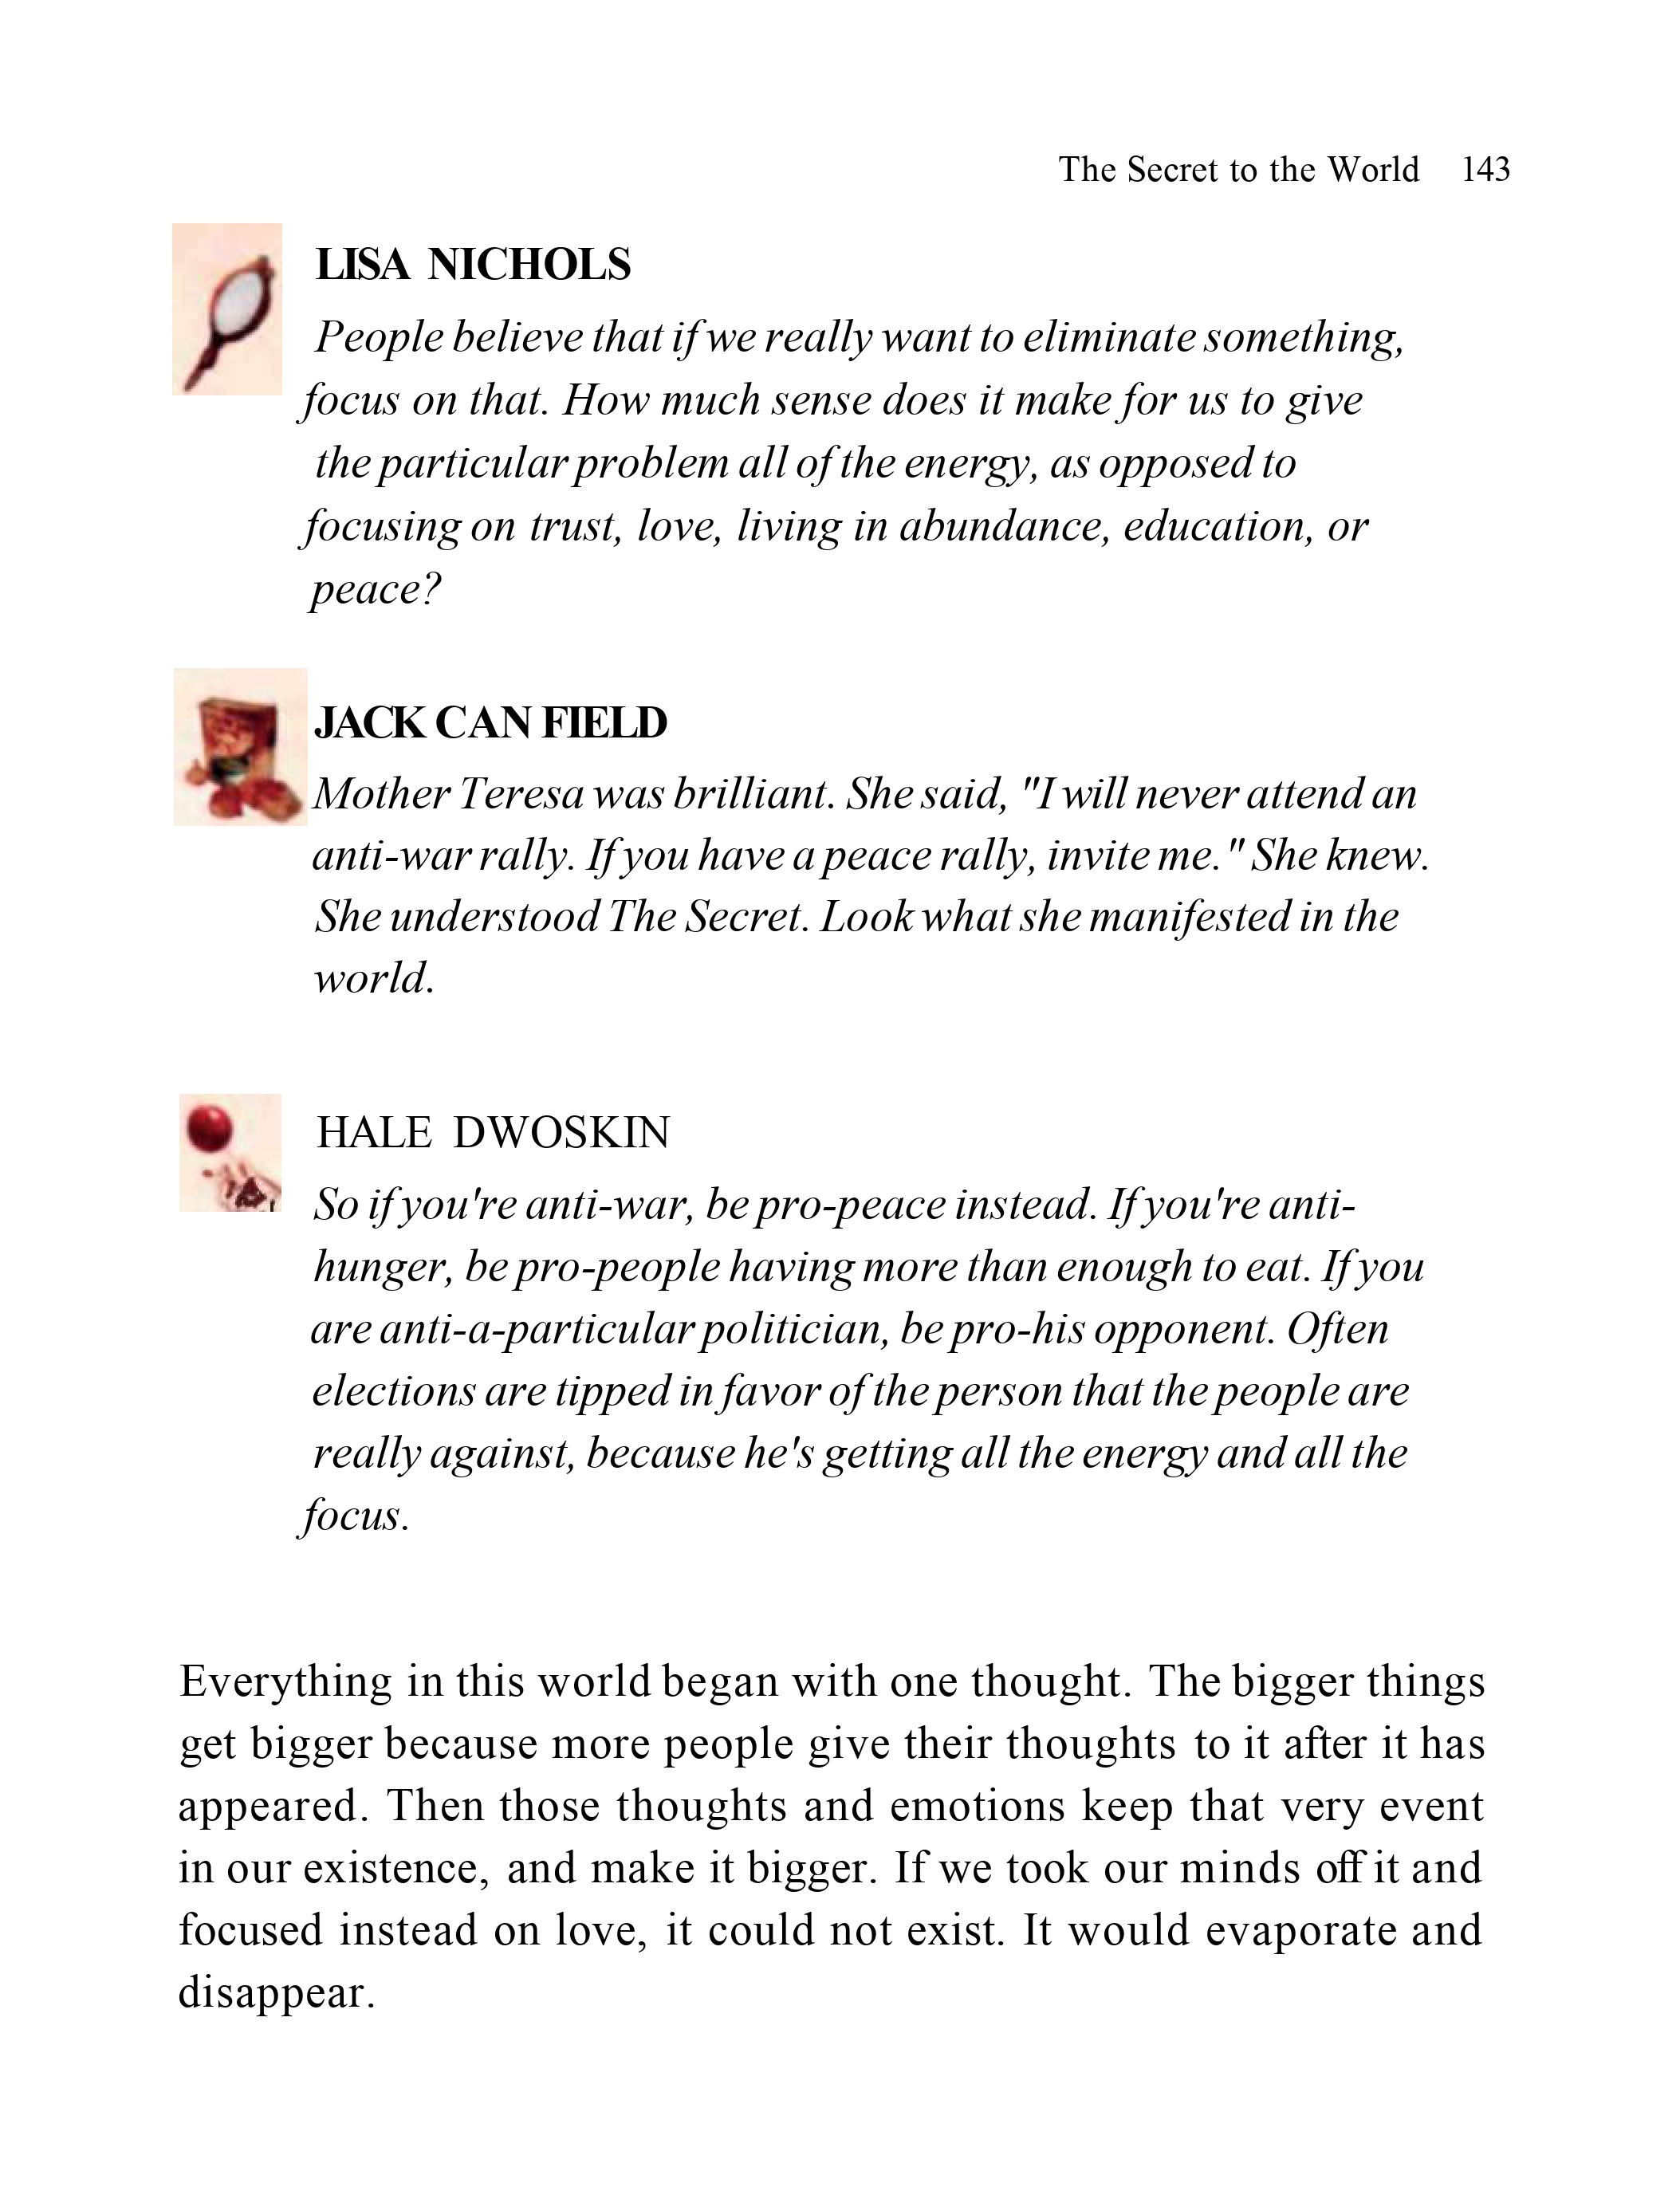 The Secret to the World 143
LISA NICHOLS
People believe that if we really want to eliminate something,
focus on that. How much sense does it make for us to give
the particular problem all of the energy, as opposed to
focusing on trust, love, living in abundance, education, or
peace?
JACK CAN FIELD
Mother Teresa was brilliant. She said, "I will never attend an
anti-war rally. If you have a peace rally, invite me." She knew.
She understood The Secret. Look what she manifested in the
world.
HALE DWOSKIN
So if you're anti-war, be pro-peace instead. If you're anti-
hunger, be pro-people having more than enough to eat. If you
are anti-a-particular politician, be pro-his opponent. Often
elections are tipped in favor of the person that the people are
really against, because he's getting all the energy and all the
focus.
Everything in this world began with one thought. The bigger things
get bigger because more people give their thoughts to it after it has
appeared. Then those thoughts and emotions keep that very event
in our existence, and make it bigger. If we took our minds off it and
focused instead on love, it could not exist. It would evaporate and
disappear.